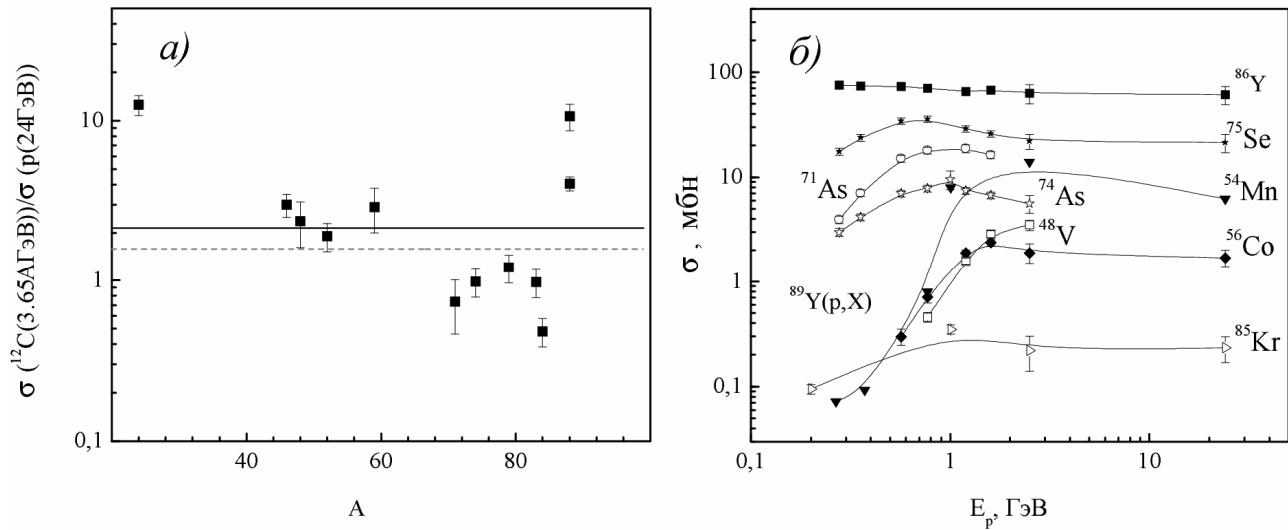 а)
10
1
0,1
40
60
80
A
σ (¹²C(3.65АГэВ))/σ (p(24ГэВ))
б)
100
10
1
0,1
0,1
1
10
E_p, ГэВ
σ , мбн
⁸⁶Y
⁷⁵Se
⁷¹As
⁷⁴As
⁵⁴Mn
⁴⁸V
⁵⁶Co
⁸⁹Y(p,X)
⁸⁵Kr